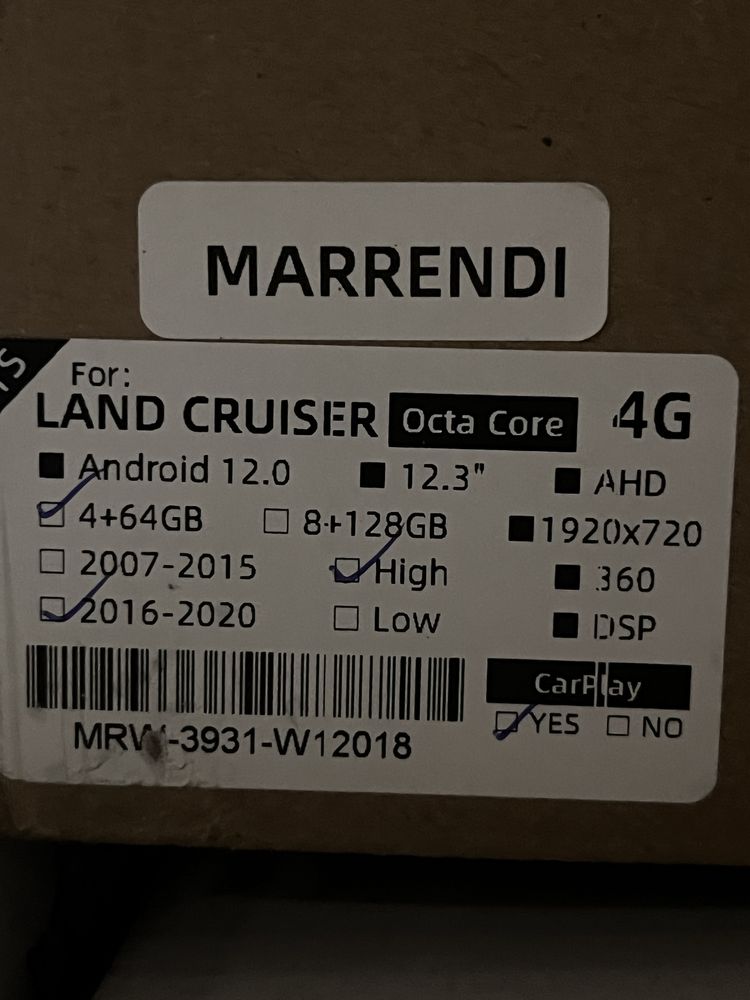 MARRENDI
For:
LAND CRUISER Octa Core 4G
Android 12.0 12.3" AHD
4+64GB 8+128GB 1920x720
2007-2015 High 360
2016-2020 Low DSP
CarPlay
MRW-3931-W12018 YES NO